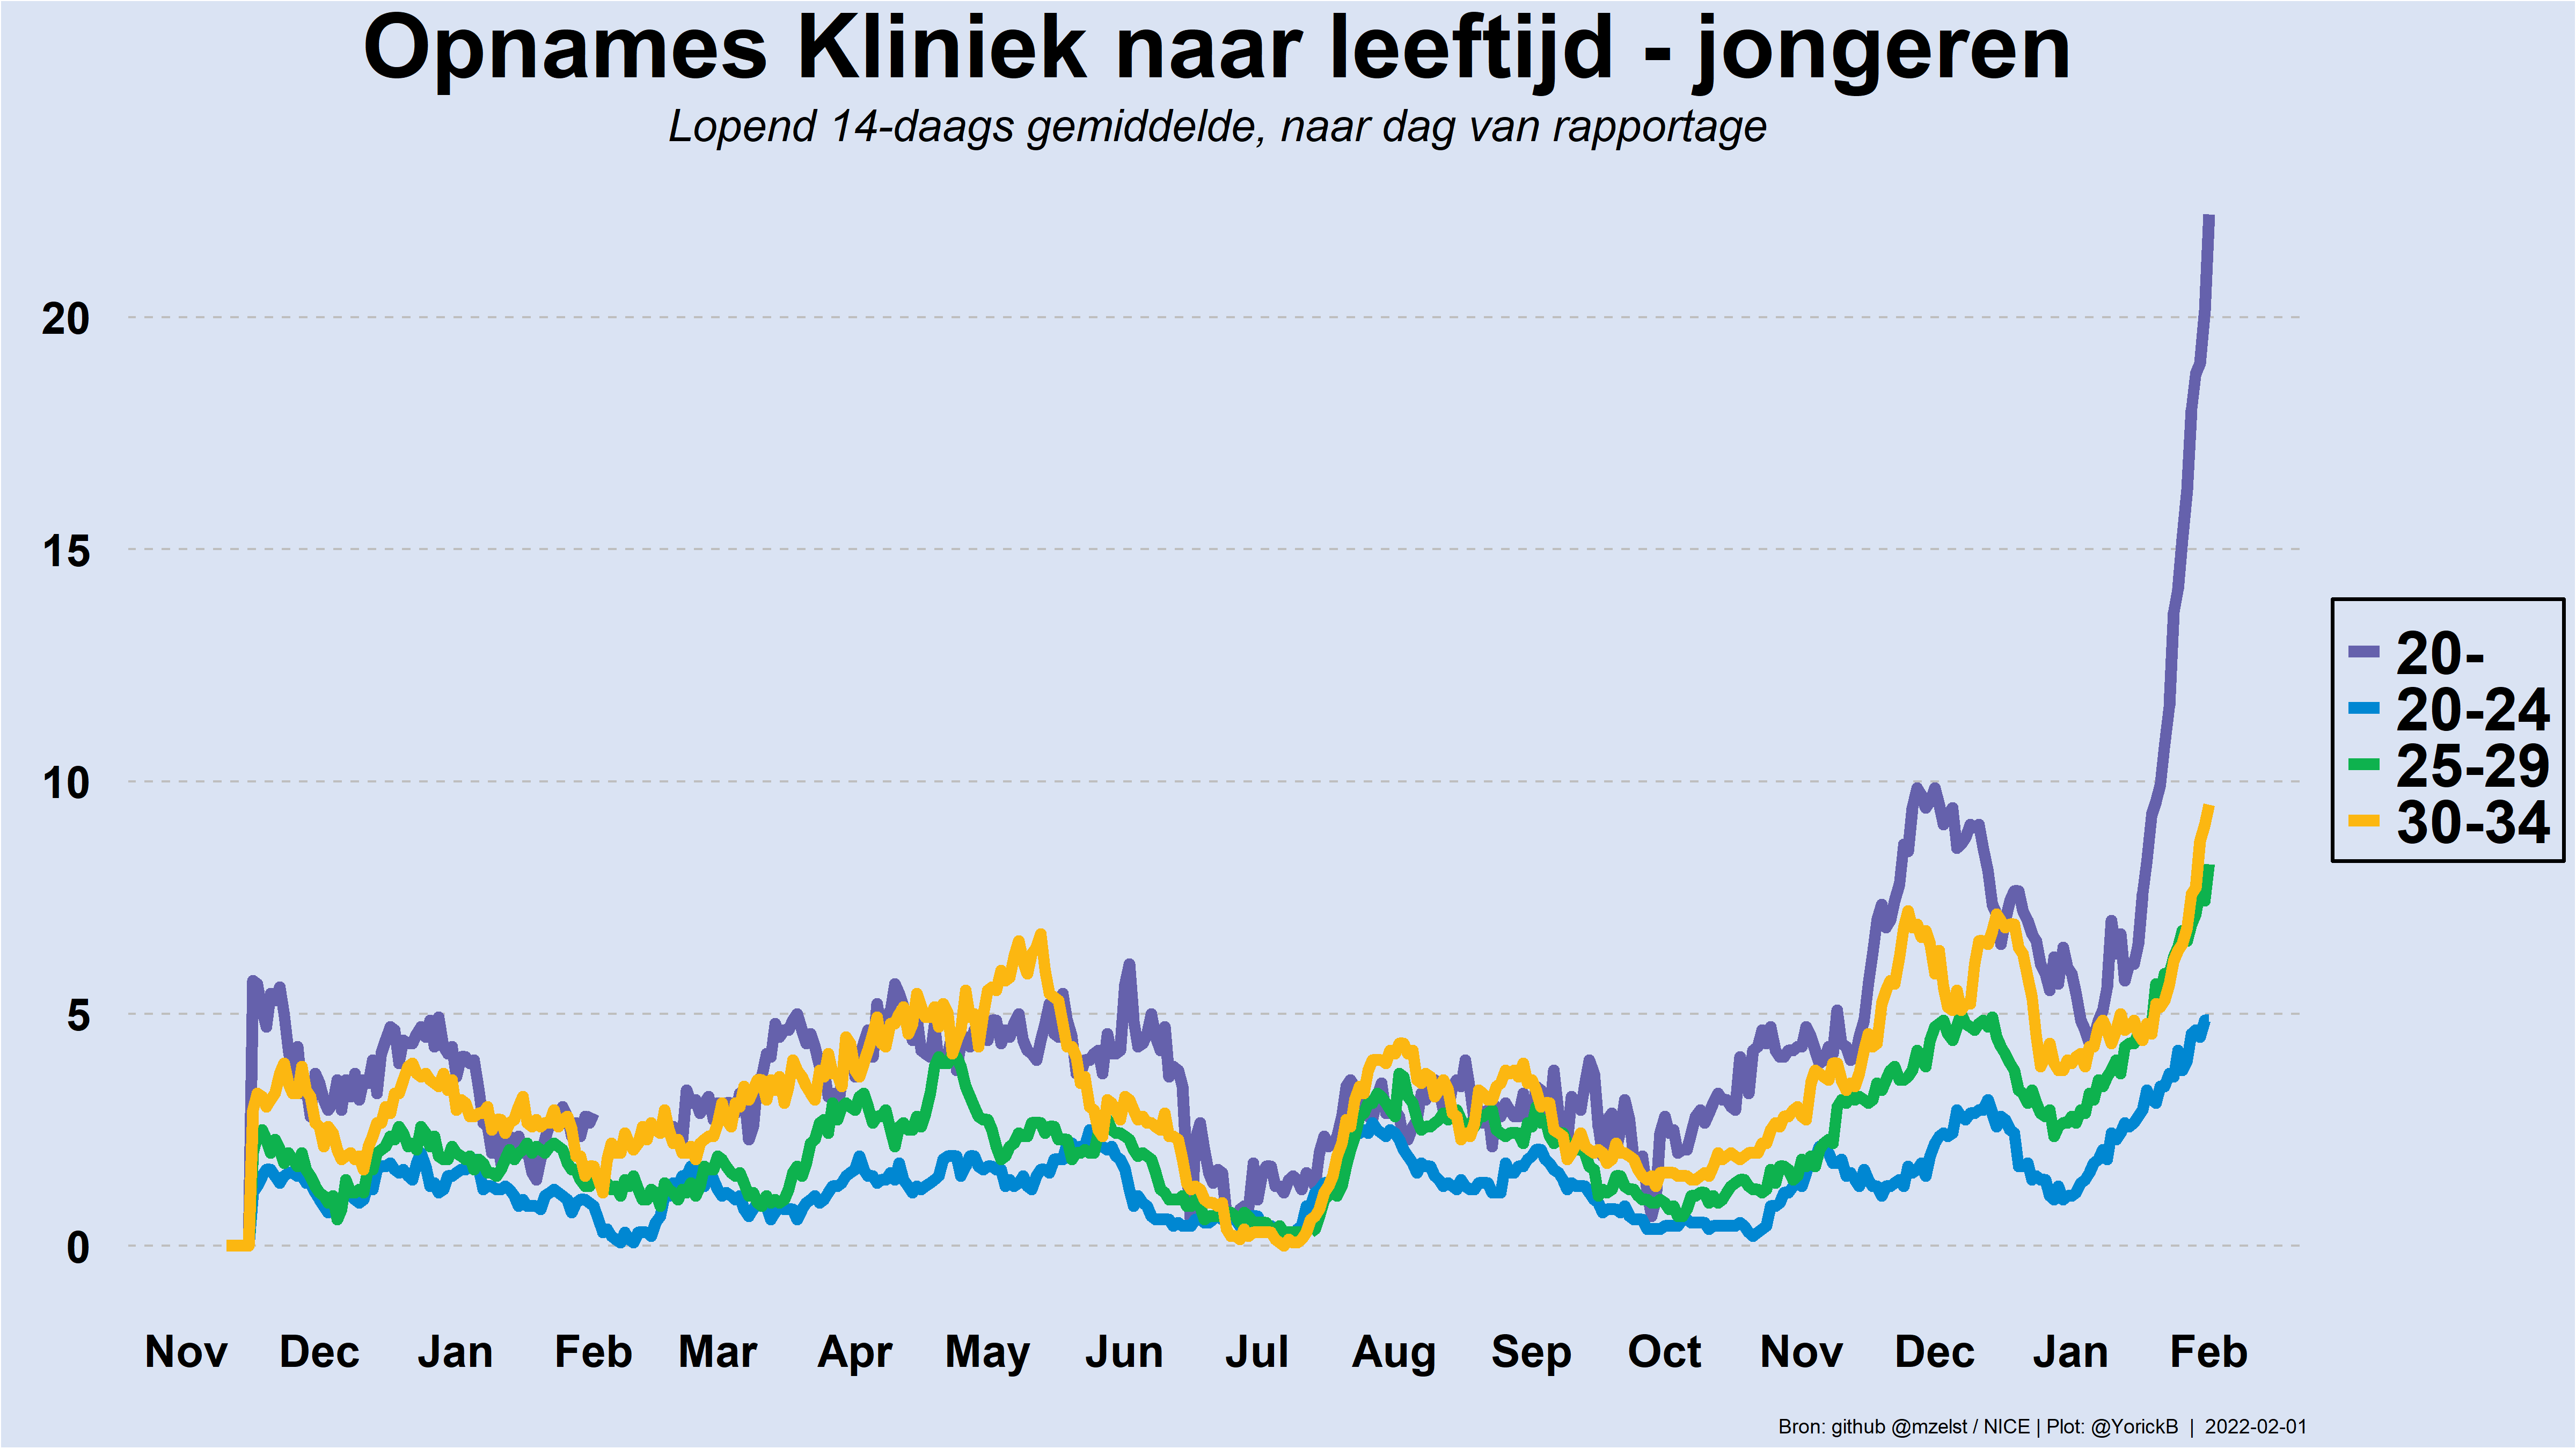 Opnames Kliniek naar leeftijd - jongeren
Lopend 14-daags gemiddelde, naar dag van rapportage
20
15
10
5
0
20-
20-24
25-29
30-34
Nov Dec Jan Feb Mar Apr May Jun Jul Aug Sep Oct Nov Dec Jan Feb
Bron: github @mzelst / NICE | Plot: @YorickB | 2022-02-01